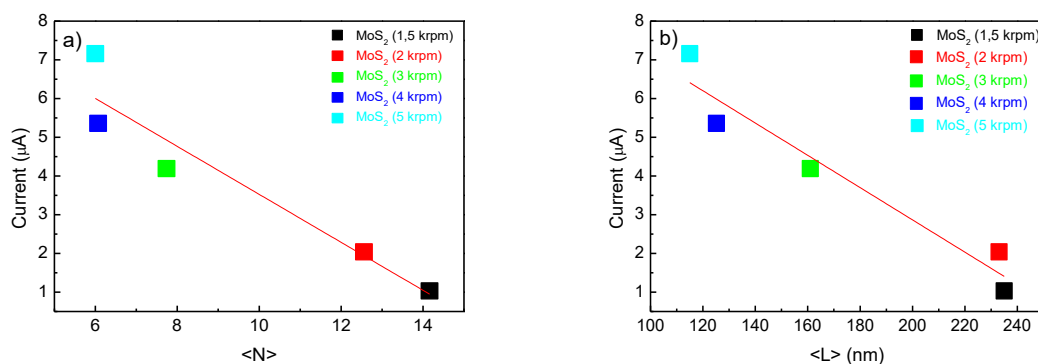 a)
MoS₂ (1,5 krpm)
MoS₂ (2 krpm)
MoS₂ (3 krpm)
MoS₂ (4 krpm)
MoS₂ (5 krpm)
Current (μA)
8
7
6
5
4
3
2
1
6 8 10 12 14
<N>
b)
MoS₂ (1,5 krpm)
MoS₂ (2 krpm)
MoS₂ (3 krpm)
MoS₂ (4 krpm)
MoS₂ (5 krpm)
Current (μA)
8
7
6
5
4
3
2
1
100 120 140 160 180 200 220 240
<L> (nm)